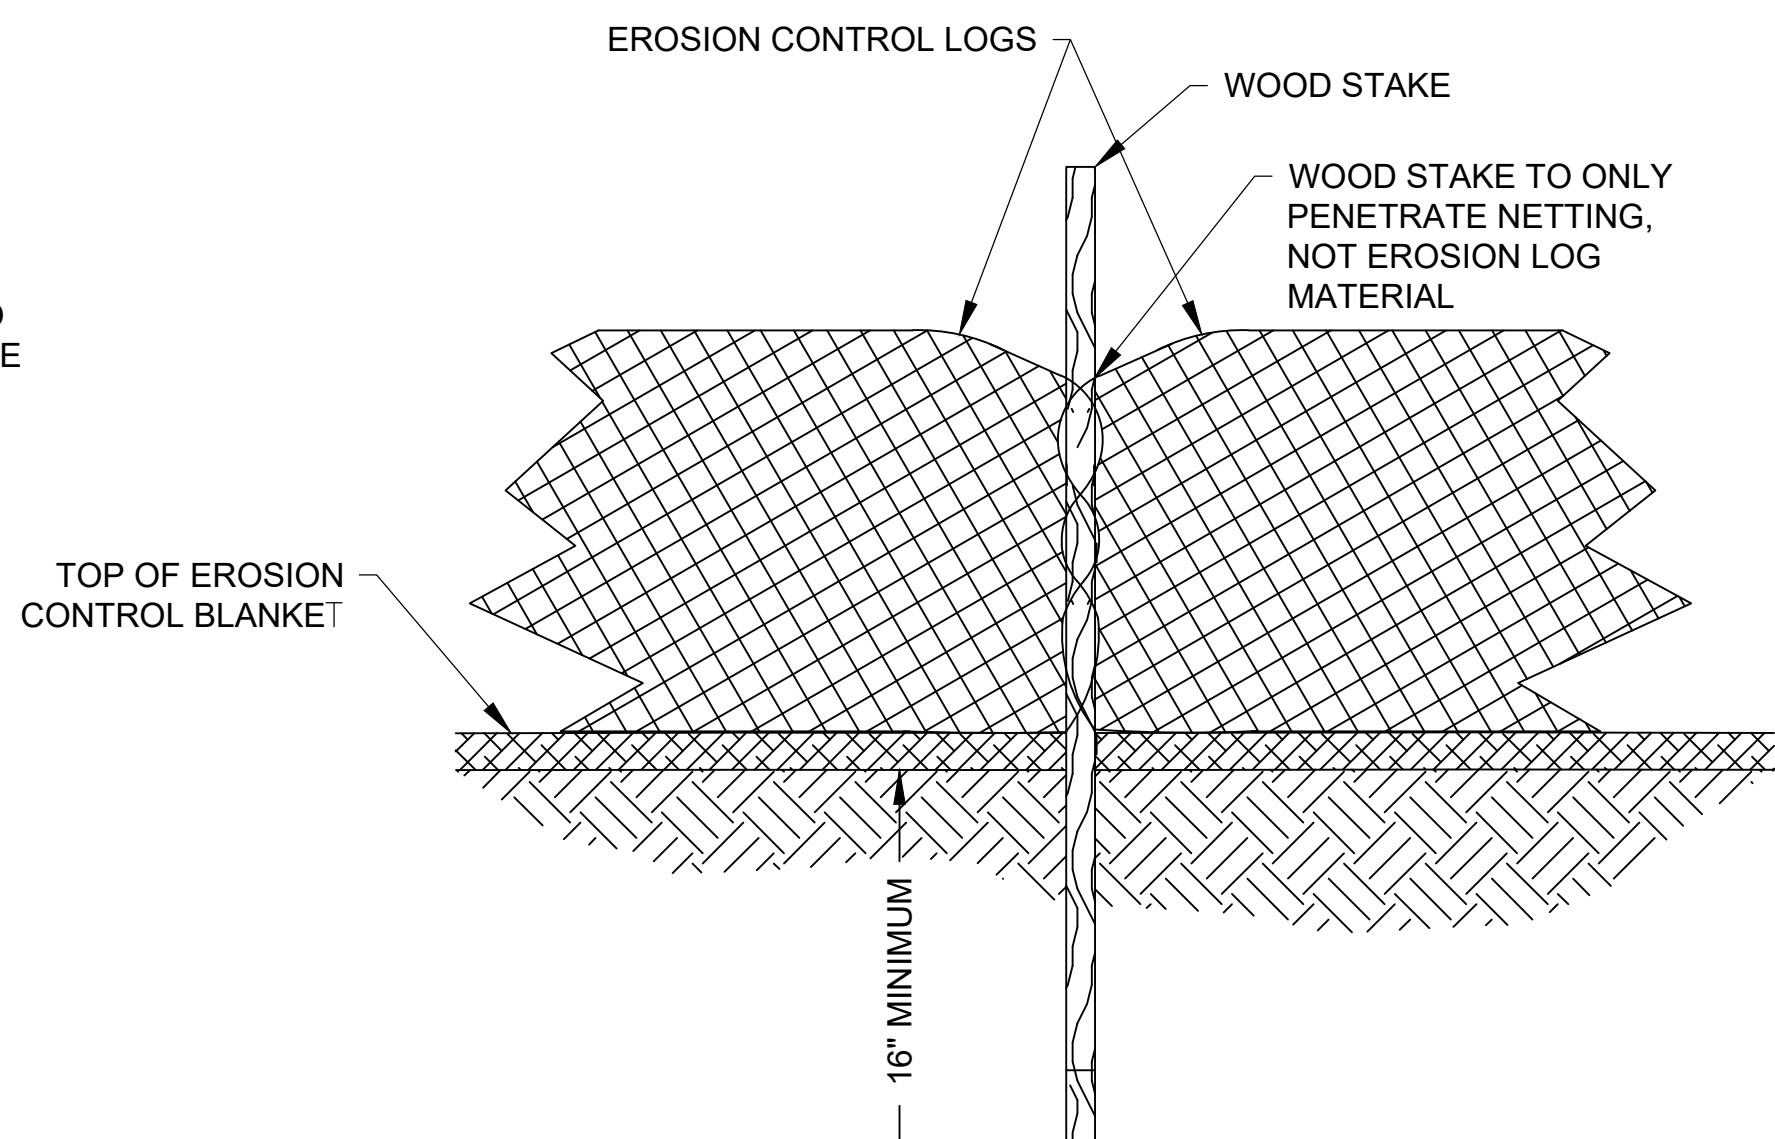 EROSION CONTROL LOGS
WOOD STAKE
WOOD STAKE TO ONLY
PENETRATE NETTING,
NOT EROSION LOG
MATERIAL
TOP OF EROSION
CONTROL BLANKET
16" MINIMUM